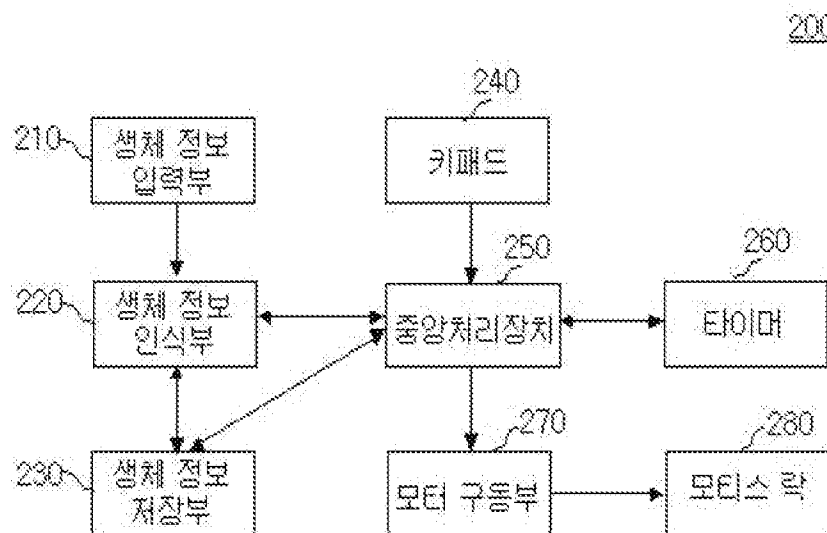 200
240
210
생체 정보
입력부
키패드
250
260
220
생체 정보
인식부
중앙처리장치
타이머
270
280
230
생체 정보
저장부
모터 구동부
모티스 락